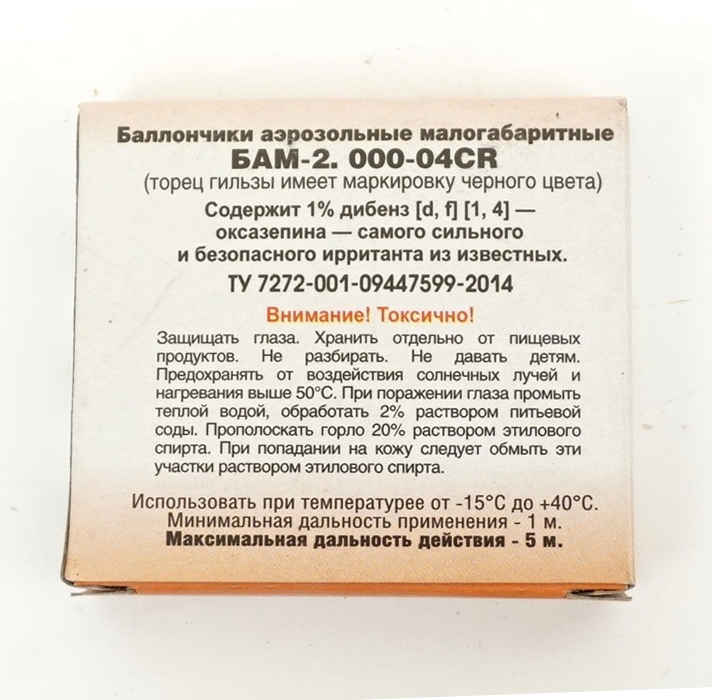 Баллончики аэрозольные малогабаритные
БАМ-2. 000-04CR
(торец гильзы имеет маркировку черного цвета)
Содержит 1% дибенз [d, f] [1, 4] —
оксазепина — самого сильного
и безопасного ирританта из известных.
ТУ 7272-001-09447599-2014
Внимание! Токсично!
Защищать глаза. Хранить отдельно от пищевых
продуктов. Не разбирать. Не давать детям.
Предохранять от воздействия солнечных лучей и
нагревания выше 50°С. При поражении глаза промыть
теплой водой, обработать 2% раствором питьевой
соды. Прополоскать горло 20% раствором этилового
спирта. При попадании на кожу следует обмыть эти
участки раствором этилового спирта.
Использовать при температурее от -15°С до +40°С.
Минимальная дальность применения - 1 м.
Максимальная дальность действия - 5 м.